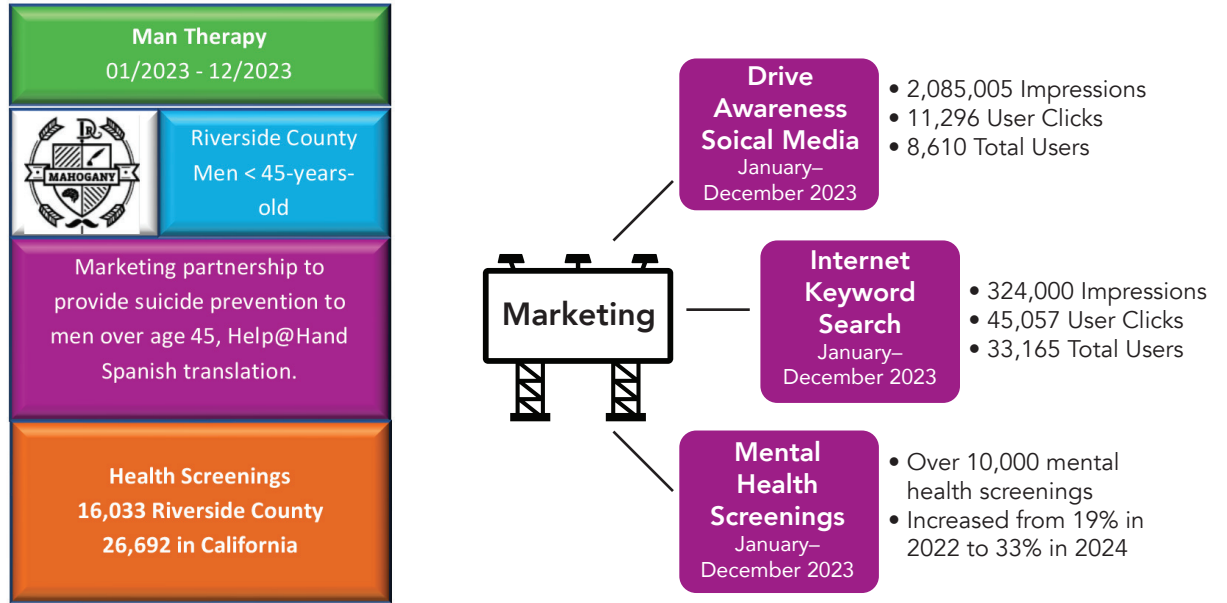 Man Therapy
01/2023 - 12/2023
DR
MAHOGANY
Riverside County
Men < 45-years-
old
Marketing partnership to
provide suicide prevention to
men over age 45, Help@Hand
Spanish translation.
Health Screenings
16,033 Riverside County
26,692 in California
Marketing
Drive
Awareness
Soical Media
January–
December 2023
• 2,085,005 Impressions
• 11,296 User Clicks
• 8,610 Total Users
Internet
Keyword
Search
January–
December 2023
• 324,000 Impressions
• 45,057 User Clicks
• 33,165 Total Users
Mental
Health
Screenings
January–
December 2023
• Over 10,000 mental
health screenings
• Increased from 19% in
2022 to 33% in 2024